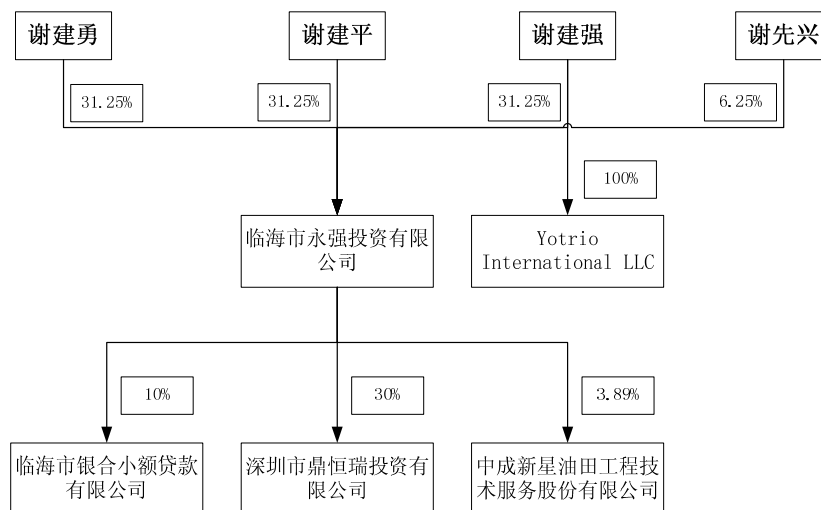 谢建勇
谢建平
谢建强
谢先兴
31.25%
31.25%
31.25%
6.25%
100%
临海市永强投资有限
公司
Yotrio
International LLC
10%
30%
3.89%
临海市银合小额贷款
有限公司
深圳市鼎恒瑞投资有
限公司
中成新星油田工程技
术服务股份有限公司